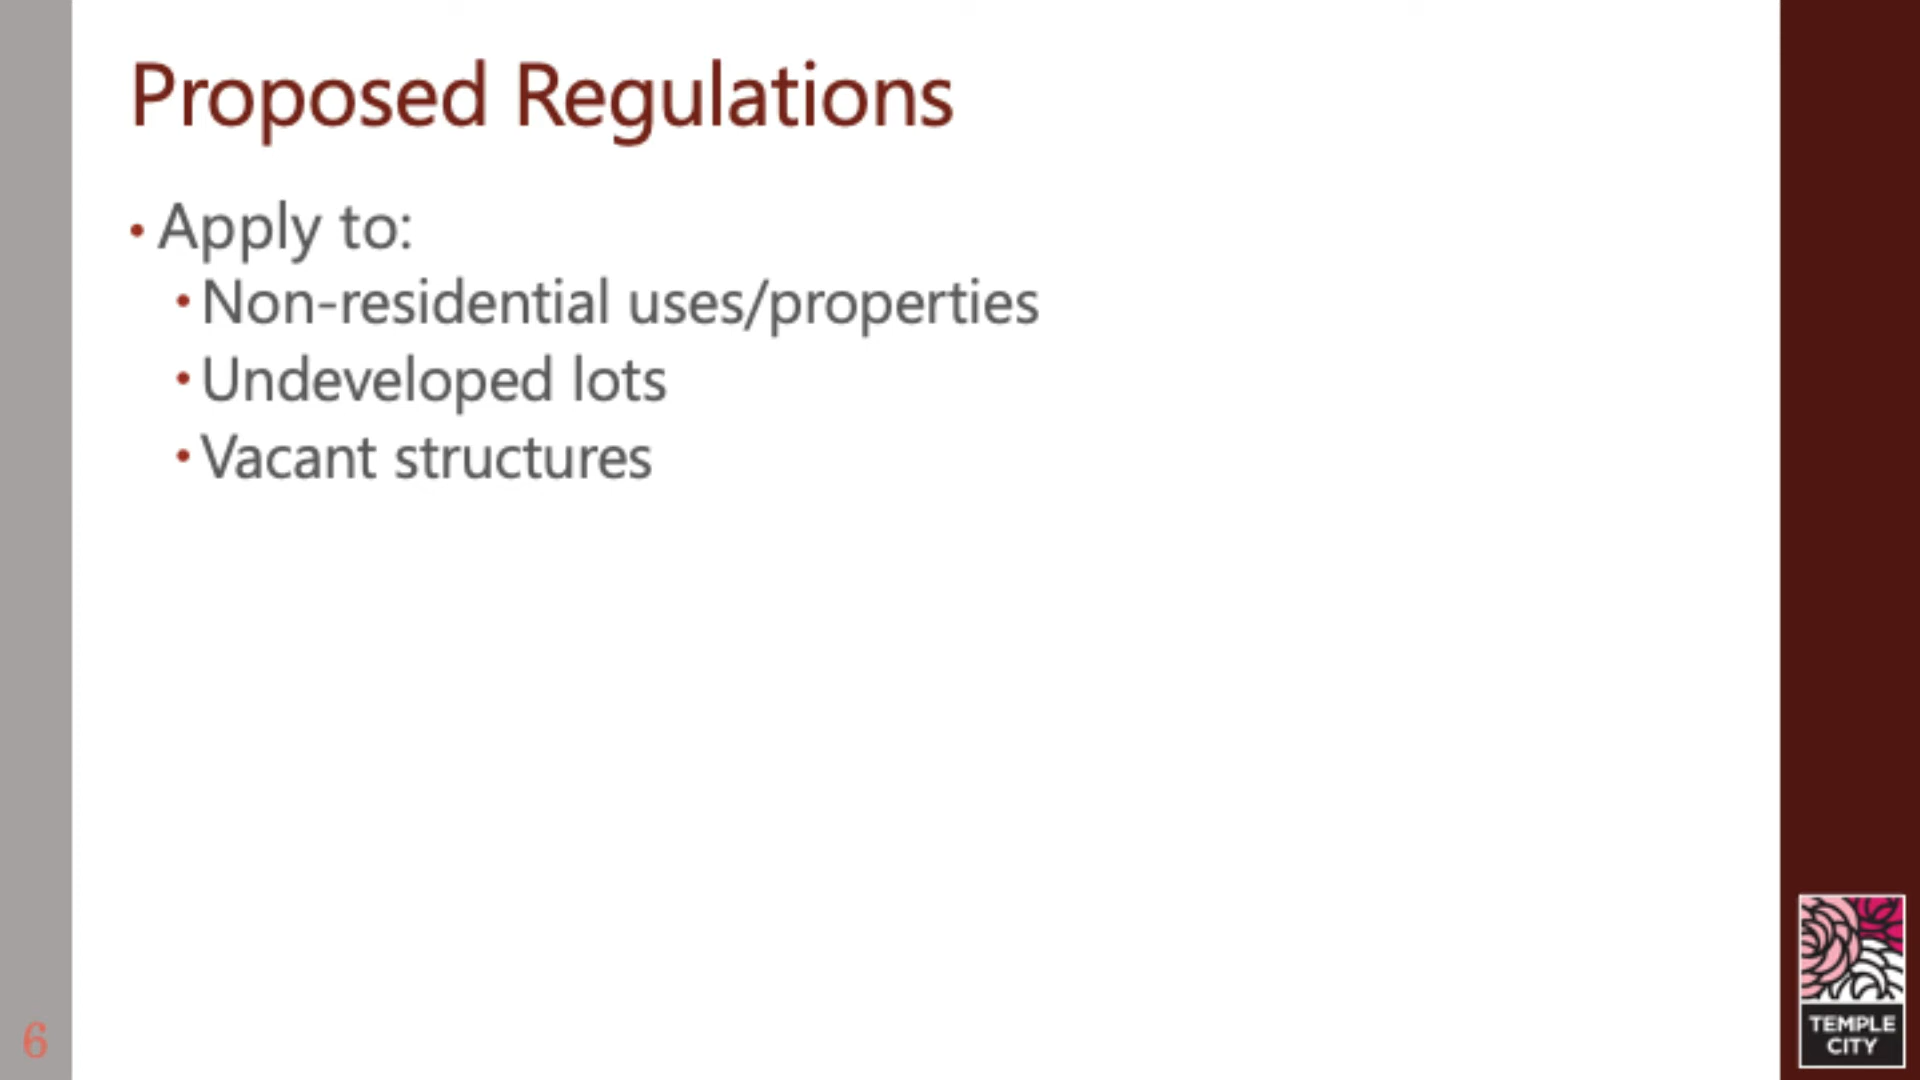 Proposed Regulations
• Apply to:
• Non-residential uses/properties
• Undeveloped lots
• Vacant structures
6
TEMPLE
CITY